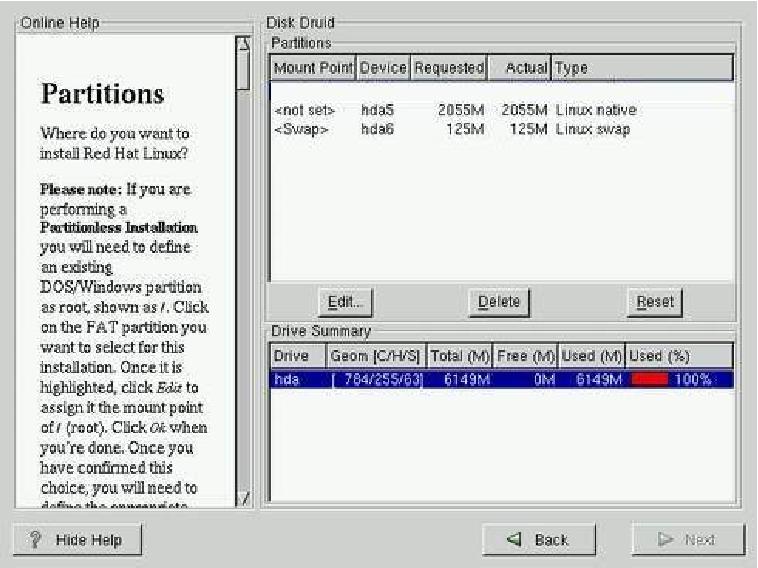 Online Help
Partitions
Where do you want to
install Red Hat Linux?
Please note: If you are
performing a
Partitionless Installation
you will need to define
an existing
DOS/Windows partition
as root, shown as /. Click
on the FAT partition you
want to select for this
installation. Once it is
highlighted, click Edit to
assign it the mount point
of / (root). Click Ok when
you're done. Once you
have confirmed this
choice, you will need to
define the appropriate
Disk Druid
Partitions
Mount Point Device Requested Actual Type
<not set> hda5 2055M 2055M Linux native
<Swap> hda6 125M 125M Linux swap
Edit... Delete Reset
Drive Summary
Drive Geom [C/H/S] Total (M) Free (M) Used (M) Used (%)
hda [ 784/255/63] 6149M 0M 6149M 100%
Hide Help Back Next